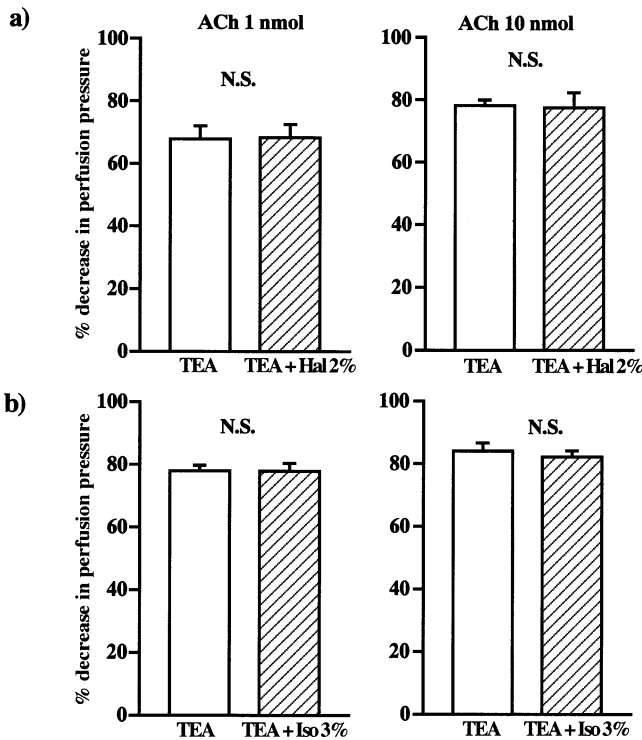 a)
ACh 1 nmol
ACh 10 nmol
% decrease in perfusion pressure
100
80
60
40
20
0
N.S.
TEA
TEA + Hal 2%
100
80
60
40
20
0
N.S.
TEA
TEA + Hal 2%
b)
% decrease in perfusion pressure
100
80
60
40
20
0
N.S.
TEA
TEA + Iso 3%
100
80
60
40
20
0
N.S.
TEA
TEA + Iso 3%